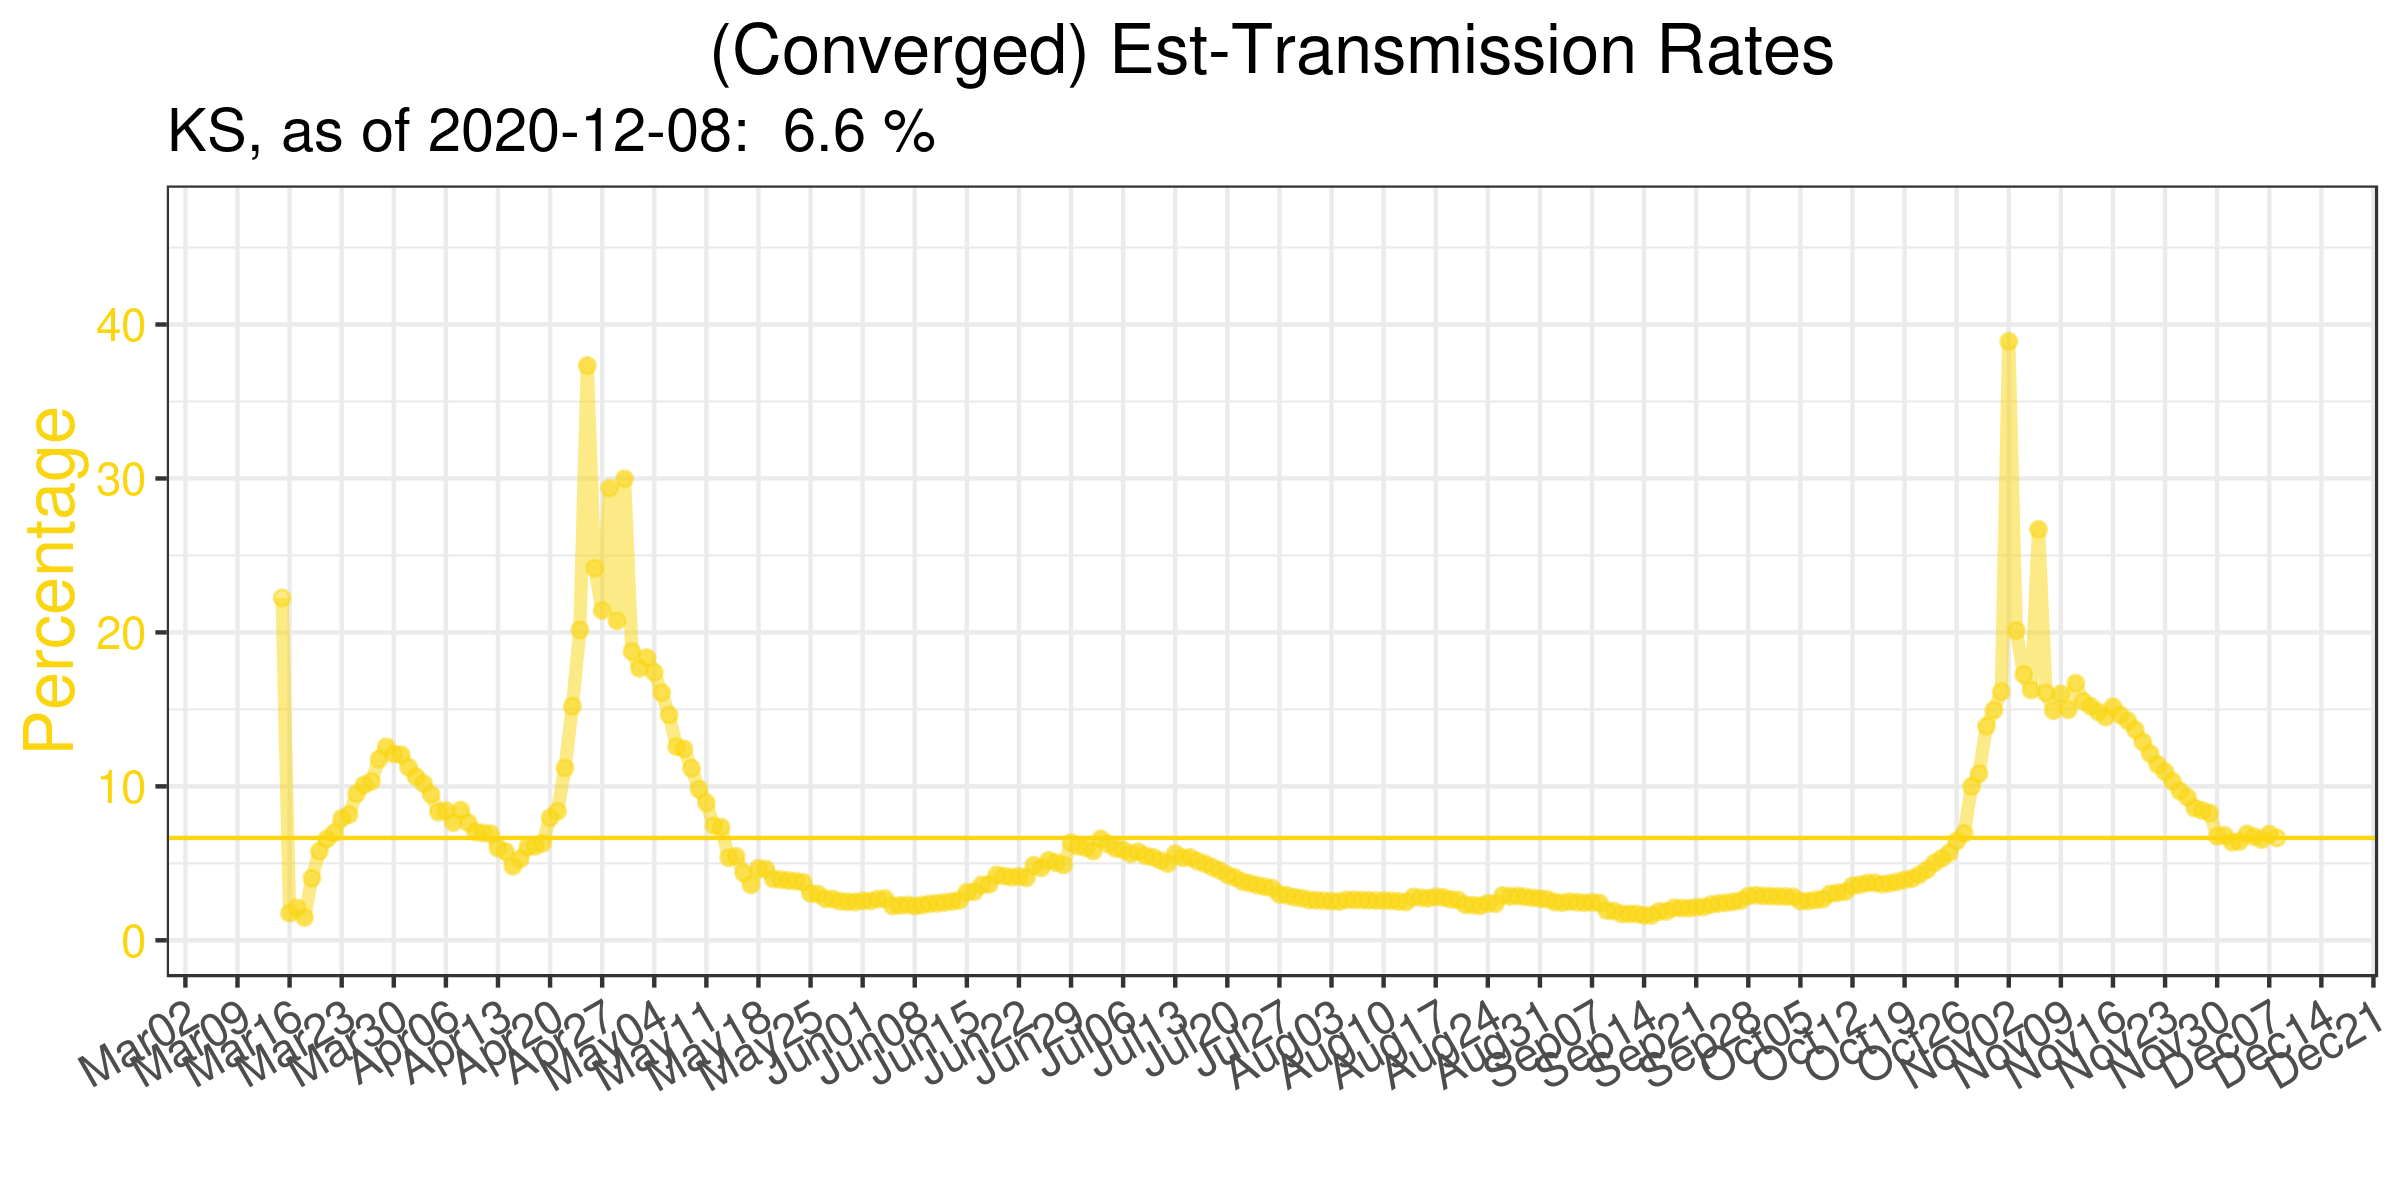 (Converged) Est-Transmission Rates
KS, as of 2020-12-08:  6.6 %
Percentage
40
30
20
10
0
Mar02
Mar09
Mar16
Mar23
Mar30
Apr06
Apr13
Apr20
Apr27
May04
May11
May18
May25
Jun01
Jun08
Jun15
Jun22
Jun29
Jul06
Jul13
Jul20
Jul27
Aug03
Aug10
Aug17
Aug24
Aug31
Sep07
Sep14
Sep21
Sep28
Oct05
Oct12
Oct19
Oct26
Nov02
Nov09
Nov16
Nov23
Nov30
Dec07
Dec14
Dec21